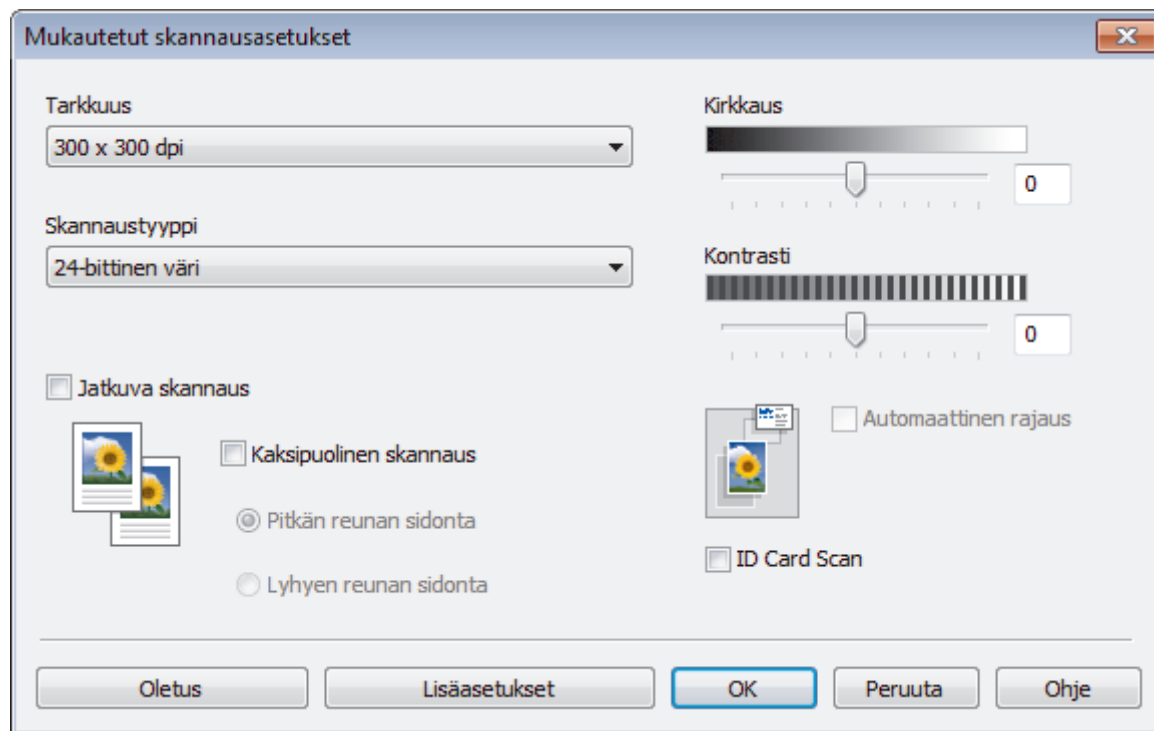 Mukautetut skannausasetukset
Tarkkuus
300 x 300 dpi
Skannaustyyppi
24-bittinen väri
Jatkuva skannaus
Kaksipuolinen skannaus
Pitkän reunan sidonta
Lyhyen reunan sidonta
Kirkkaus
0
Kontrasti
0
Automaattinen rajaus
ID Card Scan
Oletus
Lisäasetukset
OK
Peruuta
Ohje